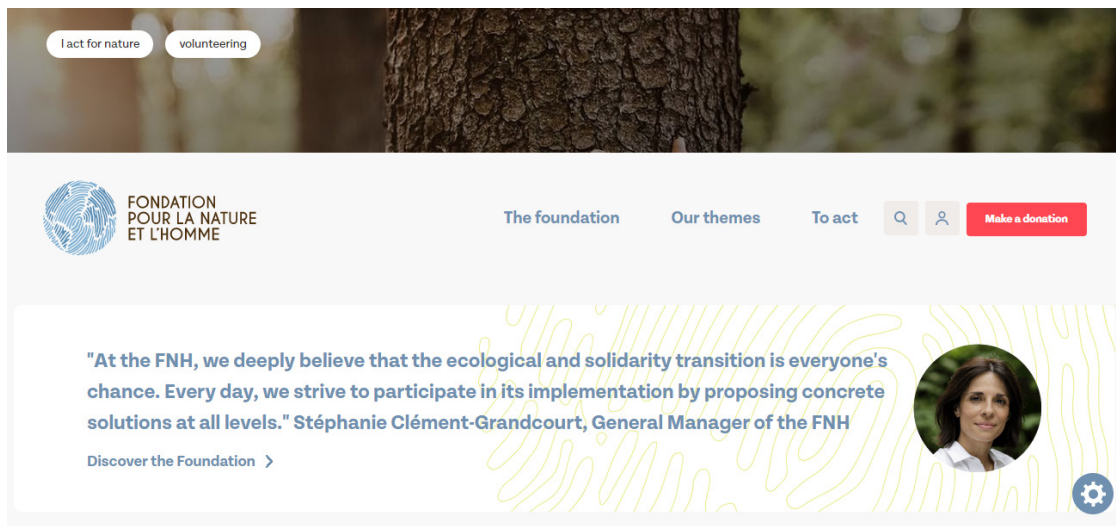 I act for nature
volunteering
FONDATION
POUR LA NATURE
ET L'HOMME
The foundation
Our themes
To act
Make a donation
"At the FNH, we deeply believe that the ecological and solidarity transition is everyone's
chance. Every day, we strive to participate in its implementation by proposing concrete
solutions at all levels." Stéphanie Clément-Grandcourt, General Manager of the FNH
Discover the Foundation